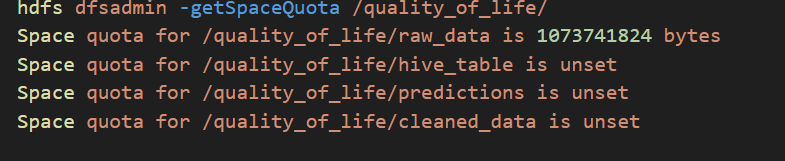 hdfs dfsadmin -getSpaceQuota /quality_of_life/
Space quota for /quality_of_life/raw_data is 1073741824 bytes
Space quota for /quality_of_life/hive_table is unset
Space quota for /quality_of_life/predictions is unset
Space quota for /quality_of_life/cleaned_data is unset